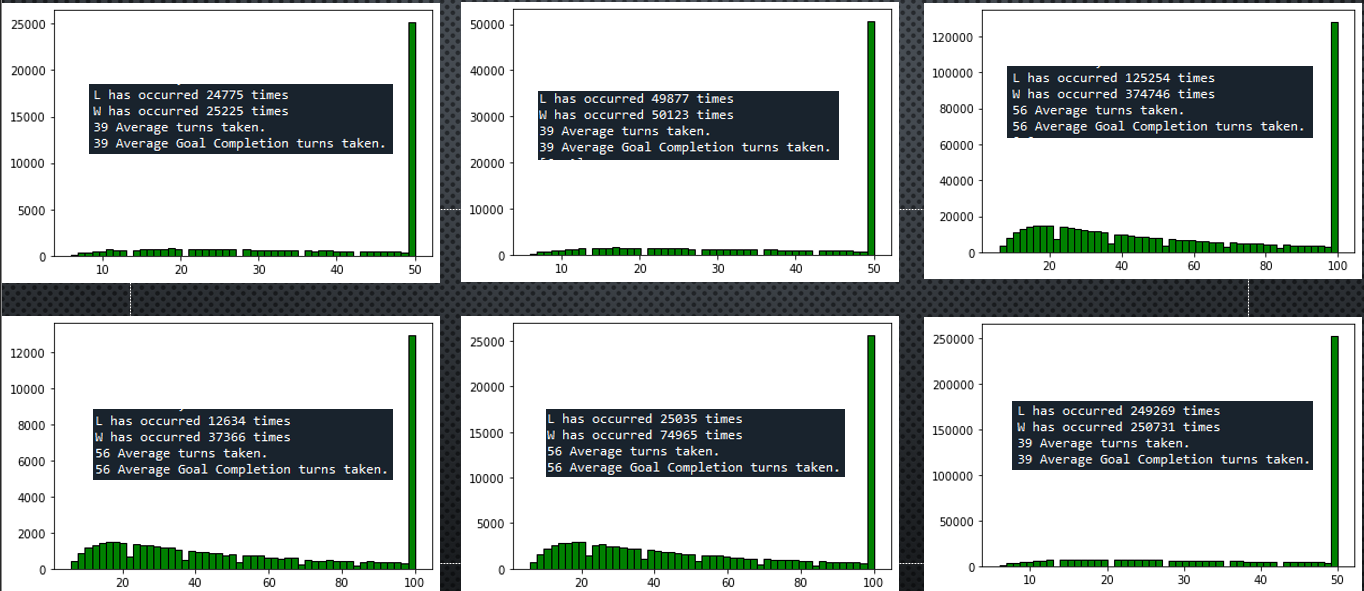 25000
20000
15000
10000
5000
0
10 20 30 40 50
L has occurred 24775 times
W has occurred 25225 times
39 Average turns taken.
39 Average Goal Completion turns taken.
50000
40000
30000
20000
10000
0
10 20 30 40 50
L has occurred 49877 times
W has occurred 50123 times
39 Average turns taken.
39 Average Goal Completion turns taken.
120000
100000
80000
60000
40000
20000
0
20 40 60 80 100
L has occurred 125254 times
W has occurred 374746 times
56 Average turns taken.
56 Average Goal Completion turns taken.
12000
10000
8000
6000
4000
2000
0
20 40 60 80 100
L has occurred 12634 times
W has occurred 37366 times
56 Average turns taken.
56 Average Goal Completion turns taken.
25000
20000
15000
10000
5000
0
20 40 60 80 100
L has occurred 25035 times
W has occurred 74965 times
56 Average turns taken.
56 Average Goal Completion turns taken.
250000
200000
150000
100000
50000
0
10 20 30 40 50
L has occurred 249269 times
W has occurred 250731 times
39 Average turns taken.
39 Average Goal Completion turns taken.